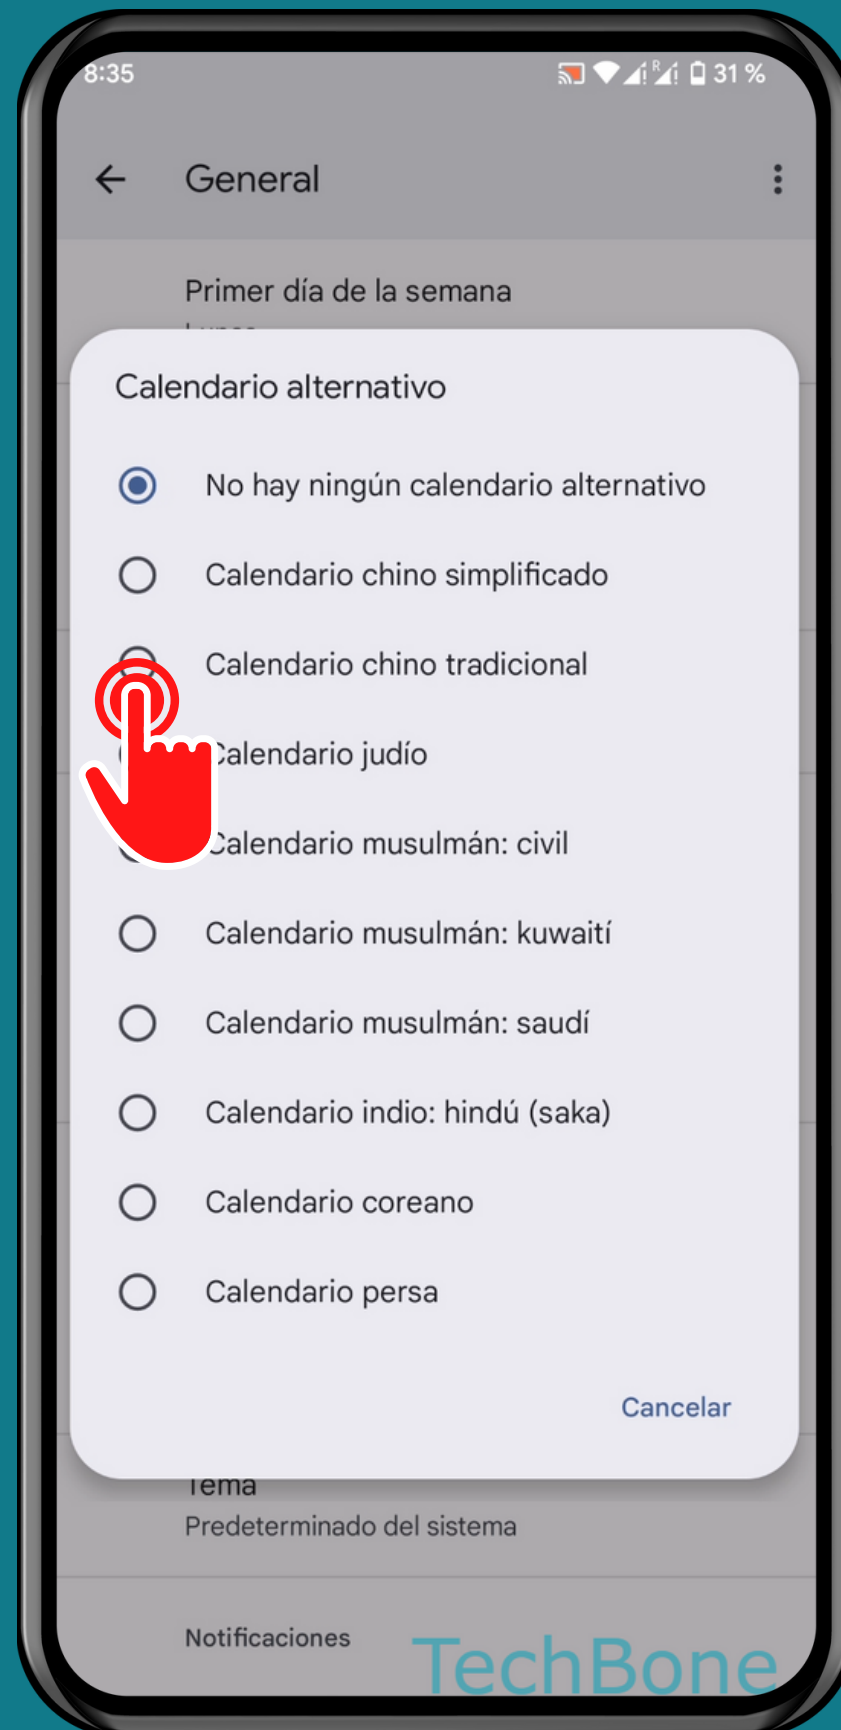 8:35
R
31 %
General
Primer día de la semana
Calendario alternativo
No hay ningún calendario alternativo
Calendario chino simplificado
Calendario chino tradicional
Calendario judío
Calendario musulmán: civil
Calendario musulmán: kuwaití
Calendario musulmán: saudí
Calendario indio: hindú (saka)
Calendario coreano
Calendario persa
Cancelar
Tema
Predeterminado del sistema
Notificaciones
TechBone